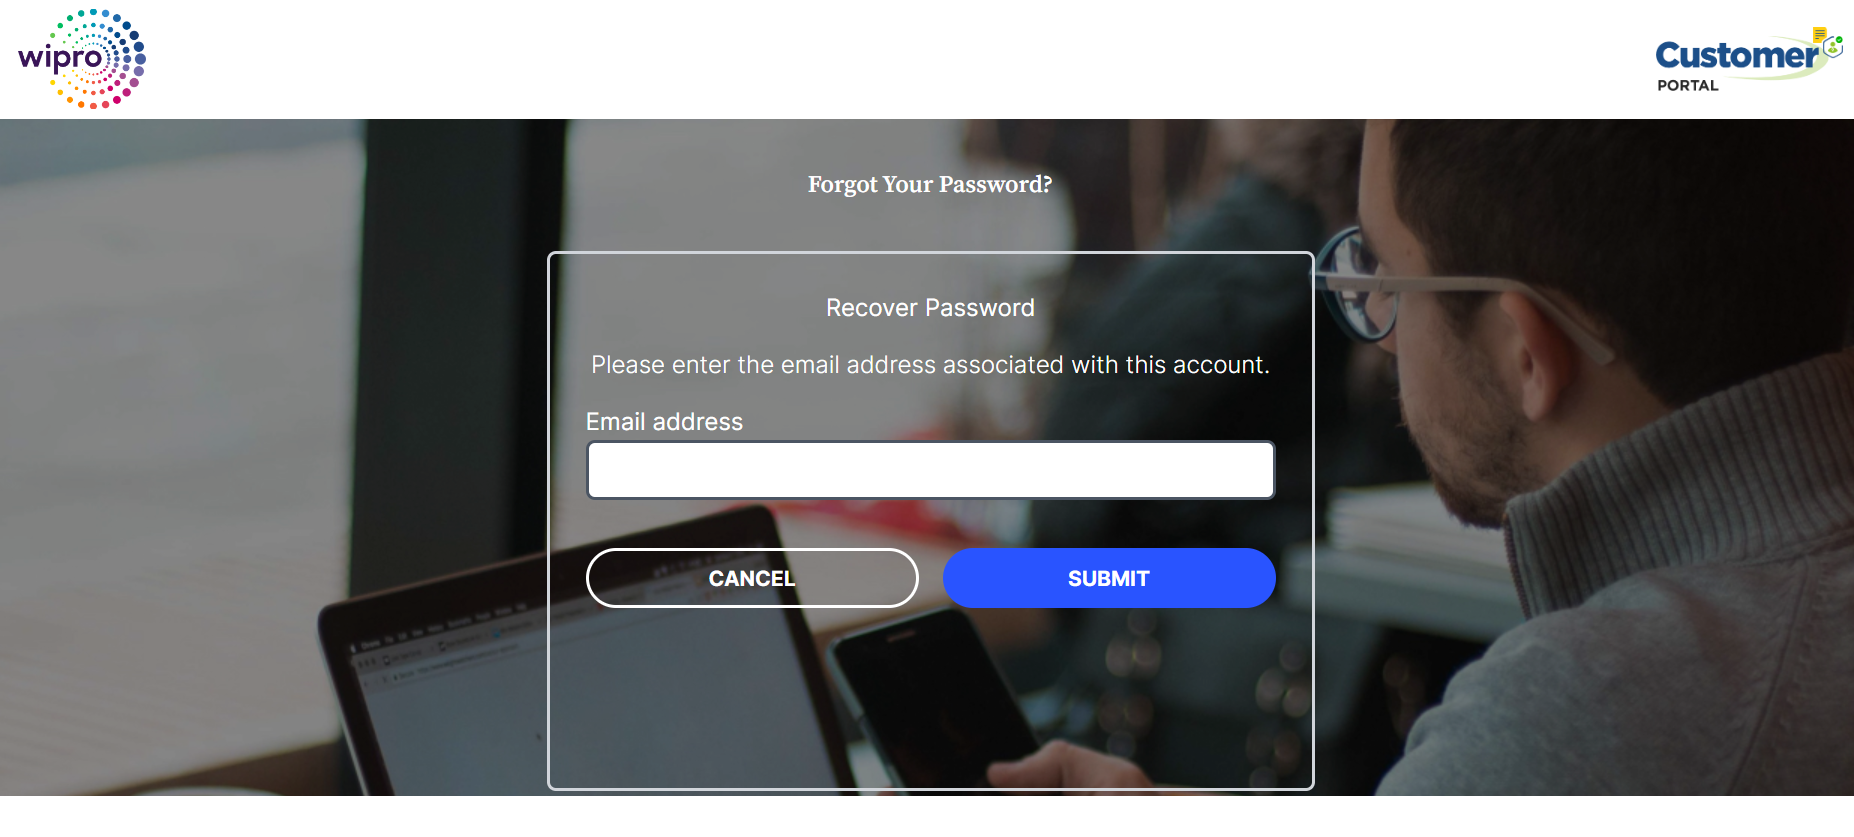 wipro
Customer
PORTAL
Forgot Your Password?
Recover Password
Please enter the email address associated with this account.
Email address
CANCEL
SUBMIT